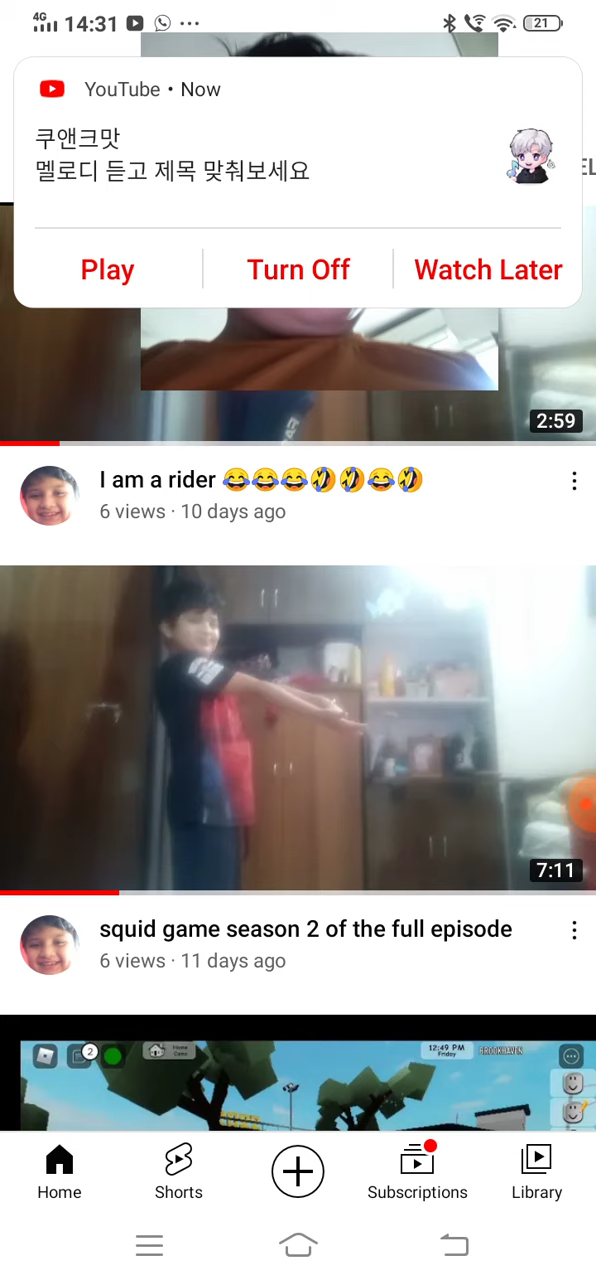 4G 14:31 21
YouTube • Now
쿠앤크맛
멜로디 듣고 제목 맞춰보세요
EL
Play Turn Off Watch Later
2:59
I am a rider 😂😂😂🤣🤣😂🤣
6 views · 10 days ago
7:11
squid game season 2 of the full episode
6 views · 11 days ago
2
12:49 PM
Friday
BROOKHAVEN
Home Shorts Subscriptions Library